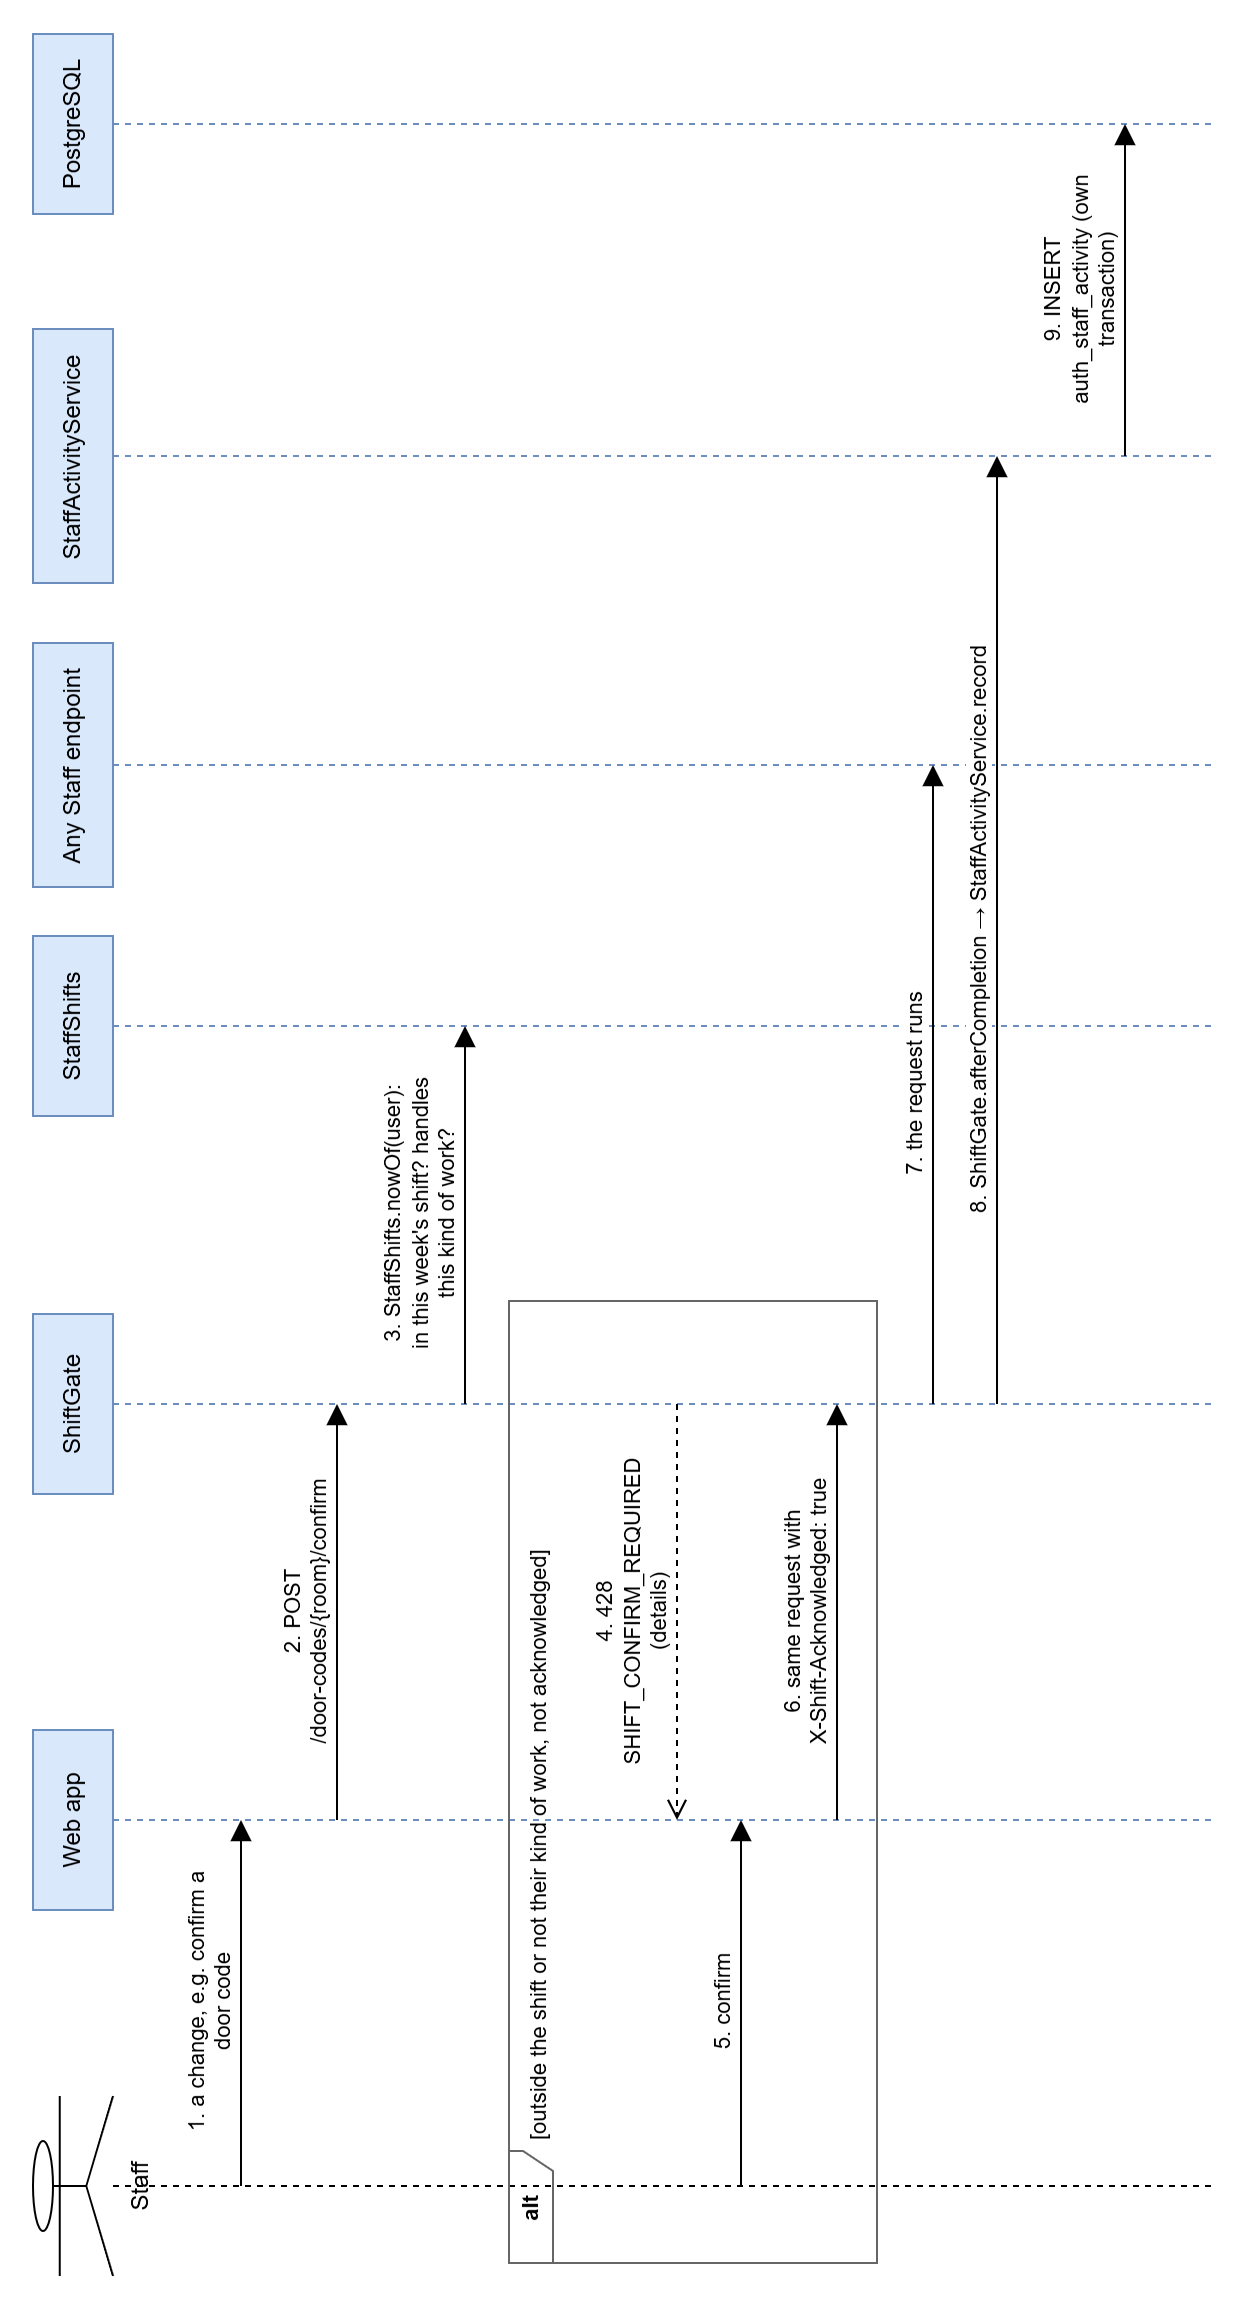 Staff
Web app
ShiftGate
StaffShifts
Any Staff endpoint
StaffActivityService
PostgreSQL
1. a change, e.g. confirm a
door code
2. POST
/door-codes/{room}/confirm
3. StaffShifts.nowOf(user):
in this week's shift? handles
this kind of work?
alt
[outside the shift or not their kind of work, not acknowledged]
4. 428
SHIFT_CONFIRM_REQUIRED
(details)
5. confirm
6. same request with
X-Shift-Acknowledged: true
7. the request runs
8. ShiftGate.afterCompletion → StaffActivityService.record
9. INSERT
auth_staff_activity (own
transaction)